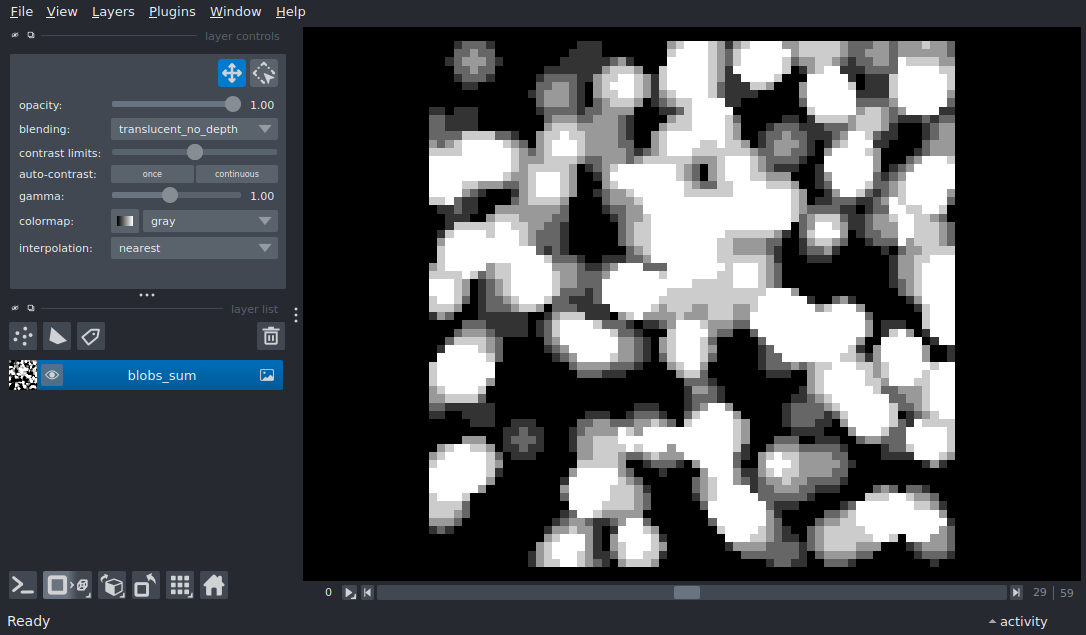 File View Layers Plugins Window Help
layer controls
opacity: 1.00
blending: translucent_no_depth
contrast limits:
auto-contrast: once continuous
gamma: 1.00
colormap: gray
interpolation: nearest
layer list
blobs_sum
0 29 59
Ready activity